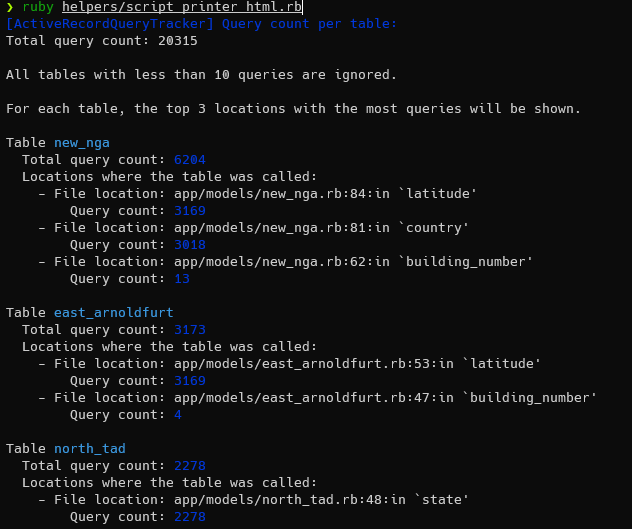 ❯ ruby helpers/script_printer_html.rb
[ActiveRecordQueryTracker] Query count per table:
Total query count: 20315
All tables with less than 10 queries are ignored.
For each table, the top 3 locations with the most queries will be shown.
Table new_nga
Total query count: 6204
Locations where the table was called:
- File location: app/models/new_nga.rb:84:in `latitude'
Query count: 3169
- File location: app/models/new_nga.rb:81:in `country'
Query count: 3018
- File location: app/models/new_nga.rb:62:in `building_number'
Query count: 13
Table east_arnoldfurt
Total query count: 3173
Locations where the table was called:
- File location: app/models/east_arnoldfurt.rb:53:in `latitude'
Query count: 3169
- File location: app/models/east_arnoldfurt.rb:47:in `building_number'
Query count: 4
Table north_tad
Total query count: 2278
Locations where the table was called:
- File location: app/models/north_tad.rb:48:in `state'
Query count: 2278